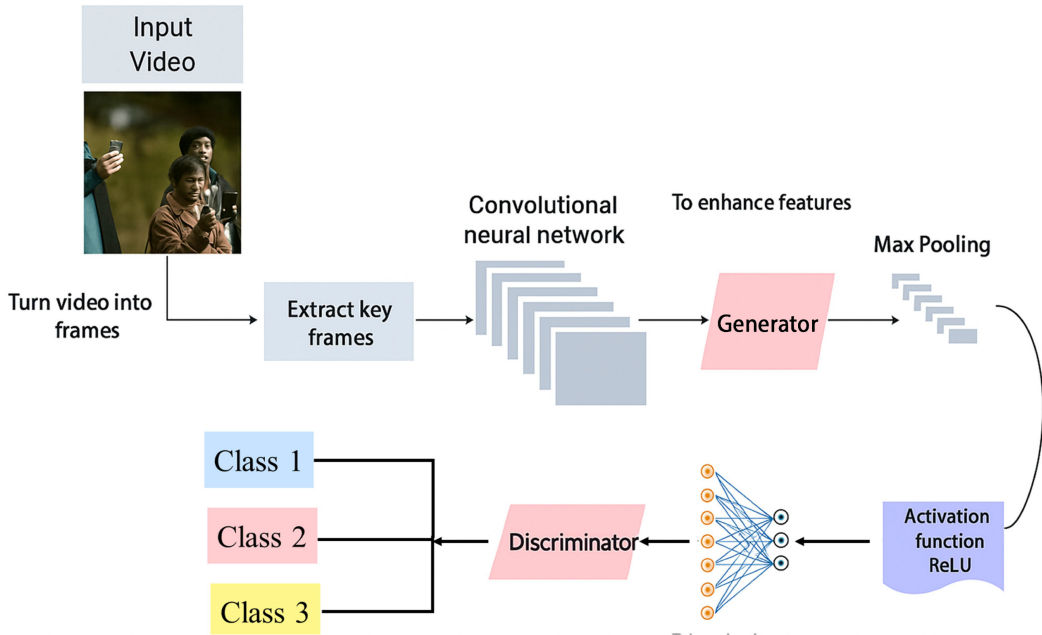 Input
Video
Turn video into
frames
Extract key
frames
Convolutional
neural network
To enhance features
Generator
Max Pooling
Activation
function
ReLU
Discriminator
Class 1
Class 2
Class 3